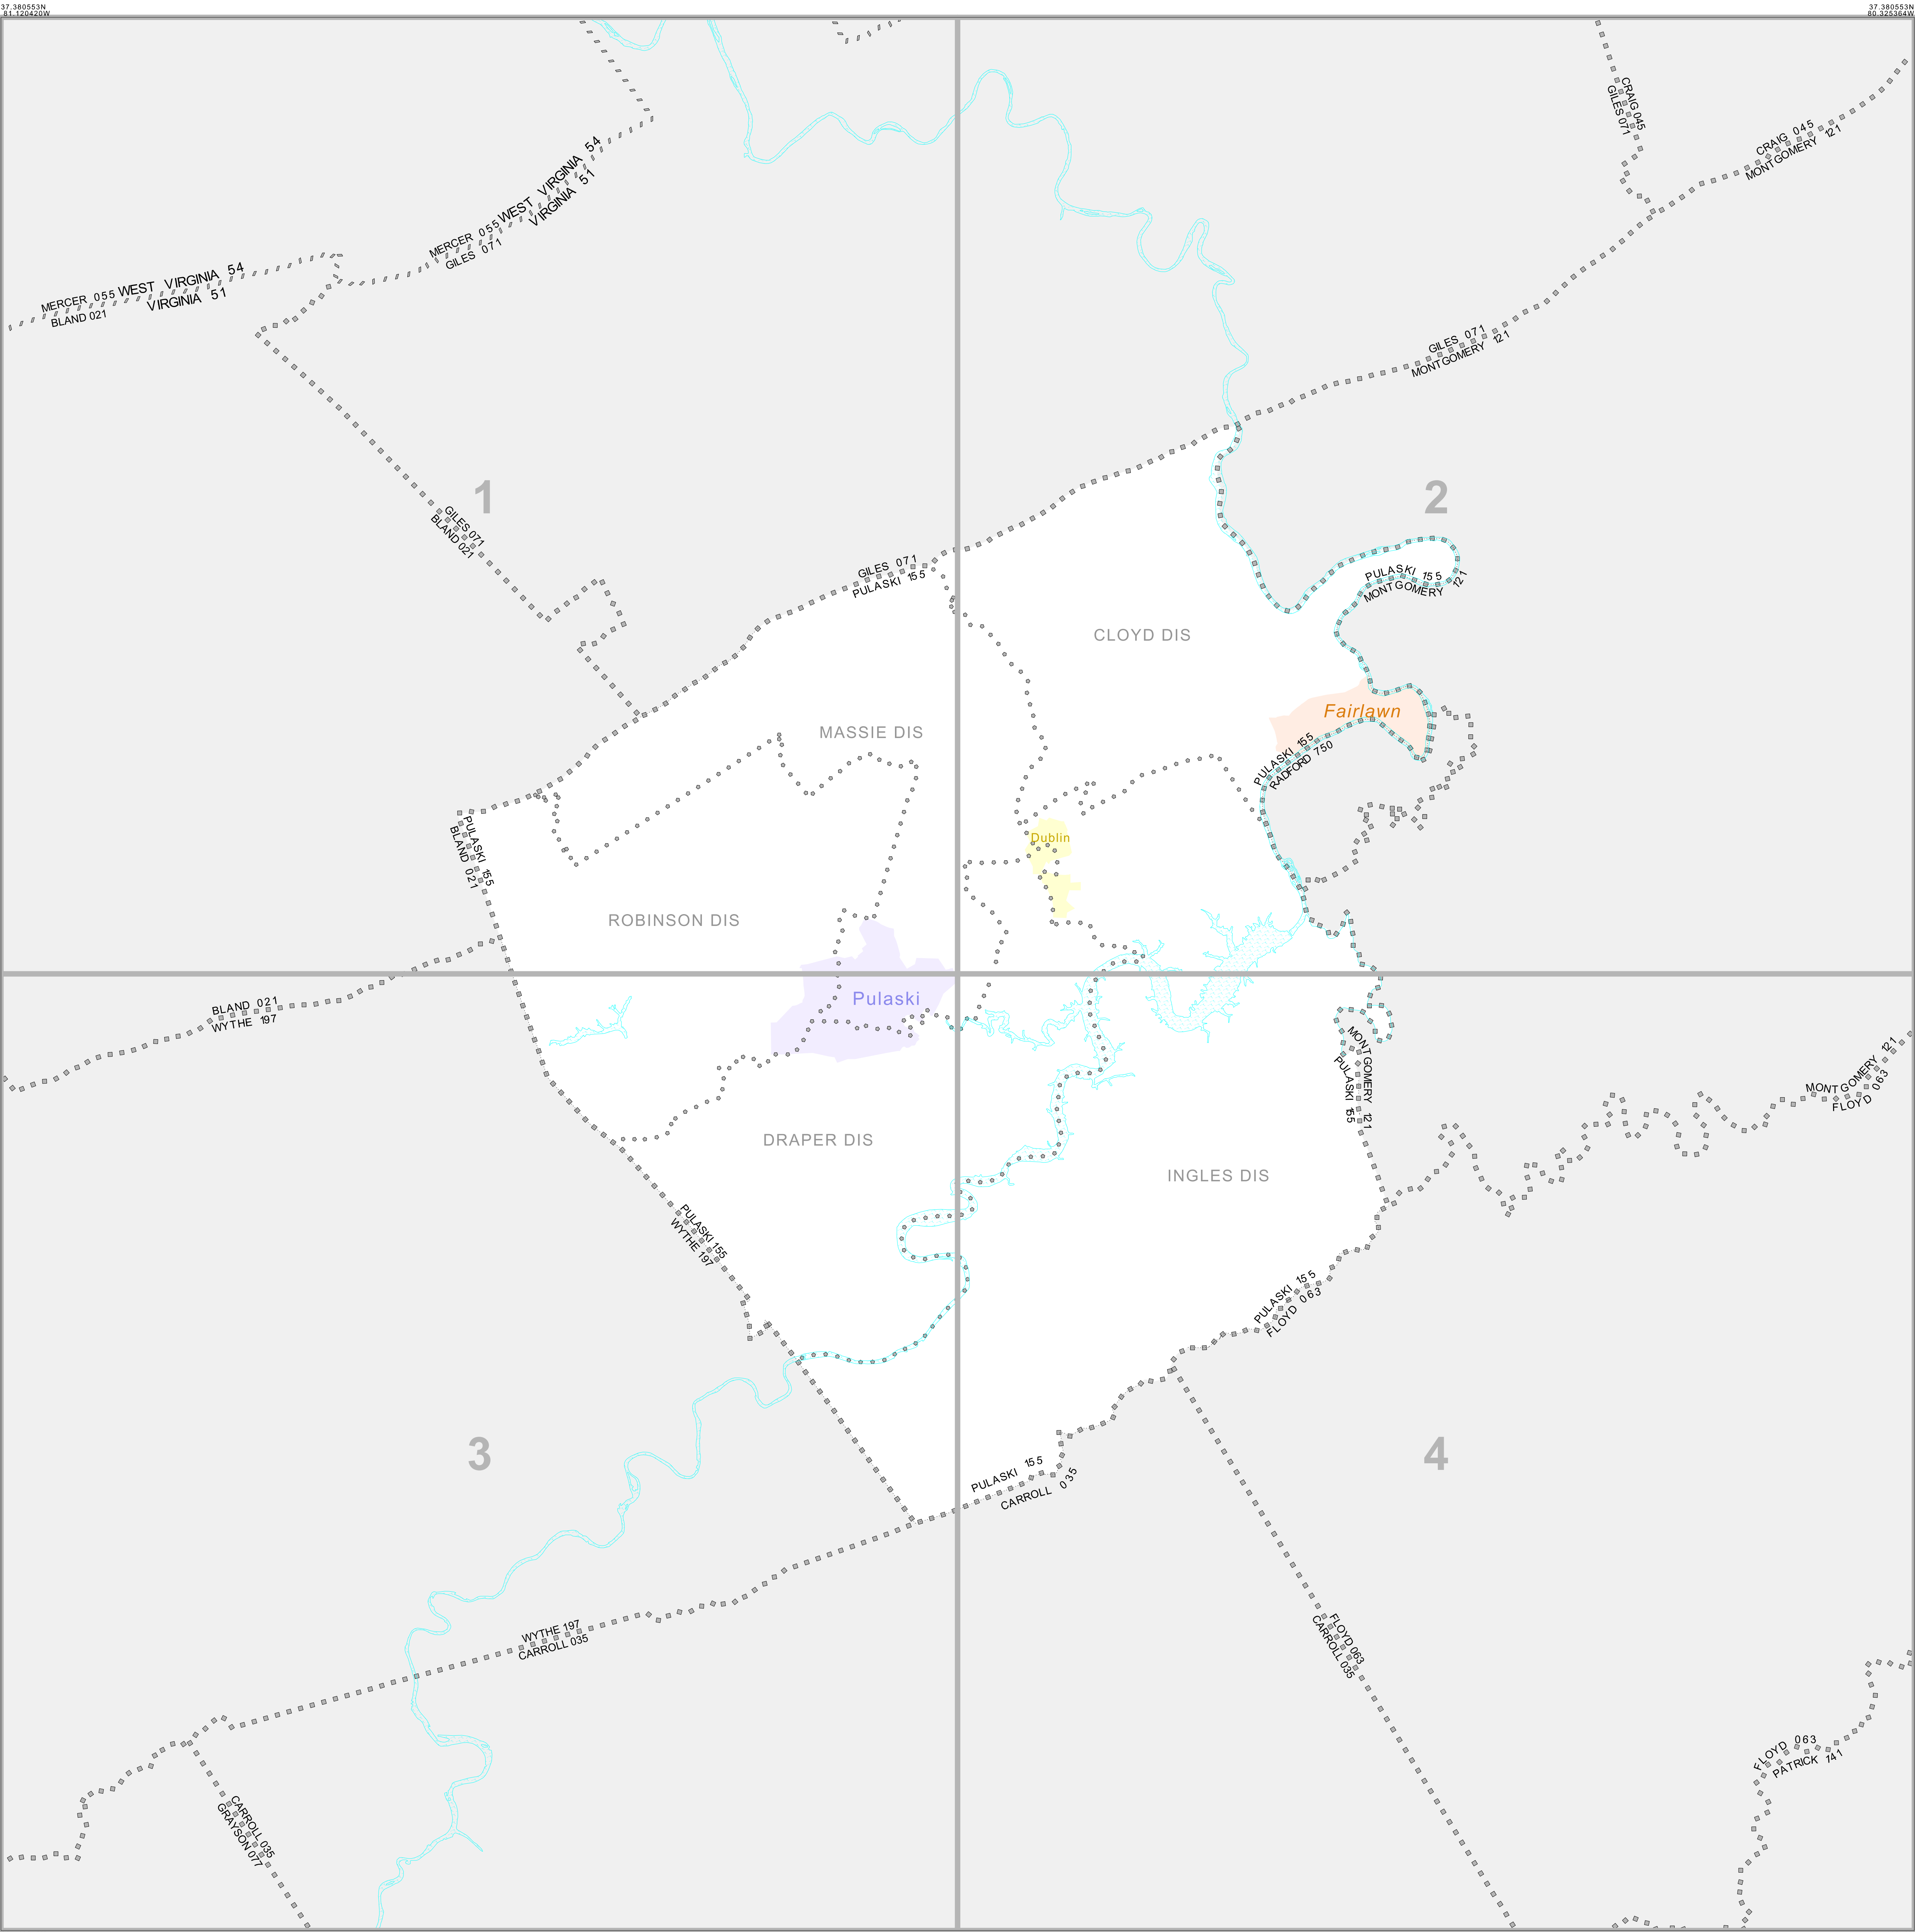 37.380553N
81.120420W
37.380553N
80.325364W
CRAIG 045
GILES 071
CRAIG 045
MONTGOMERY 121
MERCER 055 WEST VIRGINIA 54
GILES 071 VIRGINIA 51
MERCER 055 WEST VIRGINIA 54
BLAND 021 VIRGINIA 51
GILES 071
MONTGOMERY 121
1
2
GILES 071
BLAND 021
GILES 071
PULASKI 155
PULASKI 155
MONTGOMERY 121
CLOYD DIS
MASSIE DIS
Fairlawn
PULASKI 155
RADFORD 750
PULASKI 155
BLAND 021
Dublin
ROBINSON DIS
Pulaski
BLAND 021
WYTHE 197
MONTGOMERY 121
PULASKI 155
MONTGOMERY 121
FLOYD 063
DRAPER DIS
INGLES DIS
PULASKI 155
WYTHE 197
PULASKI 155
FLOYD 063
3
4
PULASKI 155
CARROLL 035
WYTHE 197
CARROLL 035
FLOYD 063
CARROLL 035
FLOYD 063
PATRICK 141
CARROLL 035
GRAYSON 077